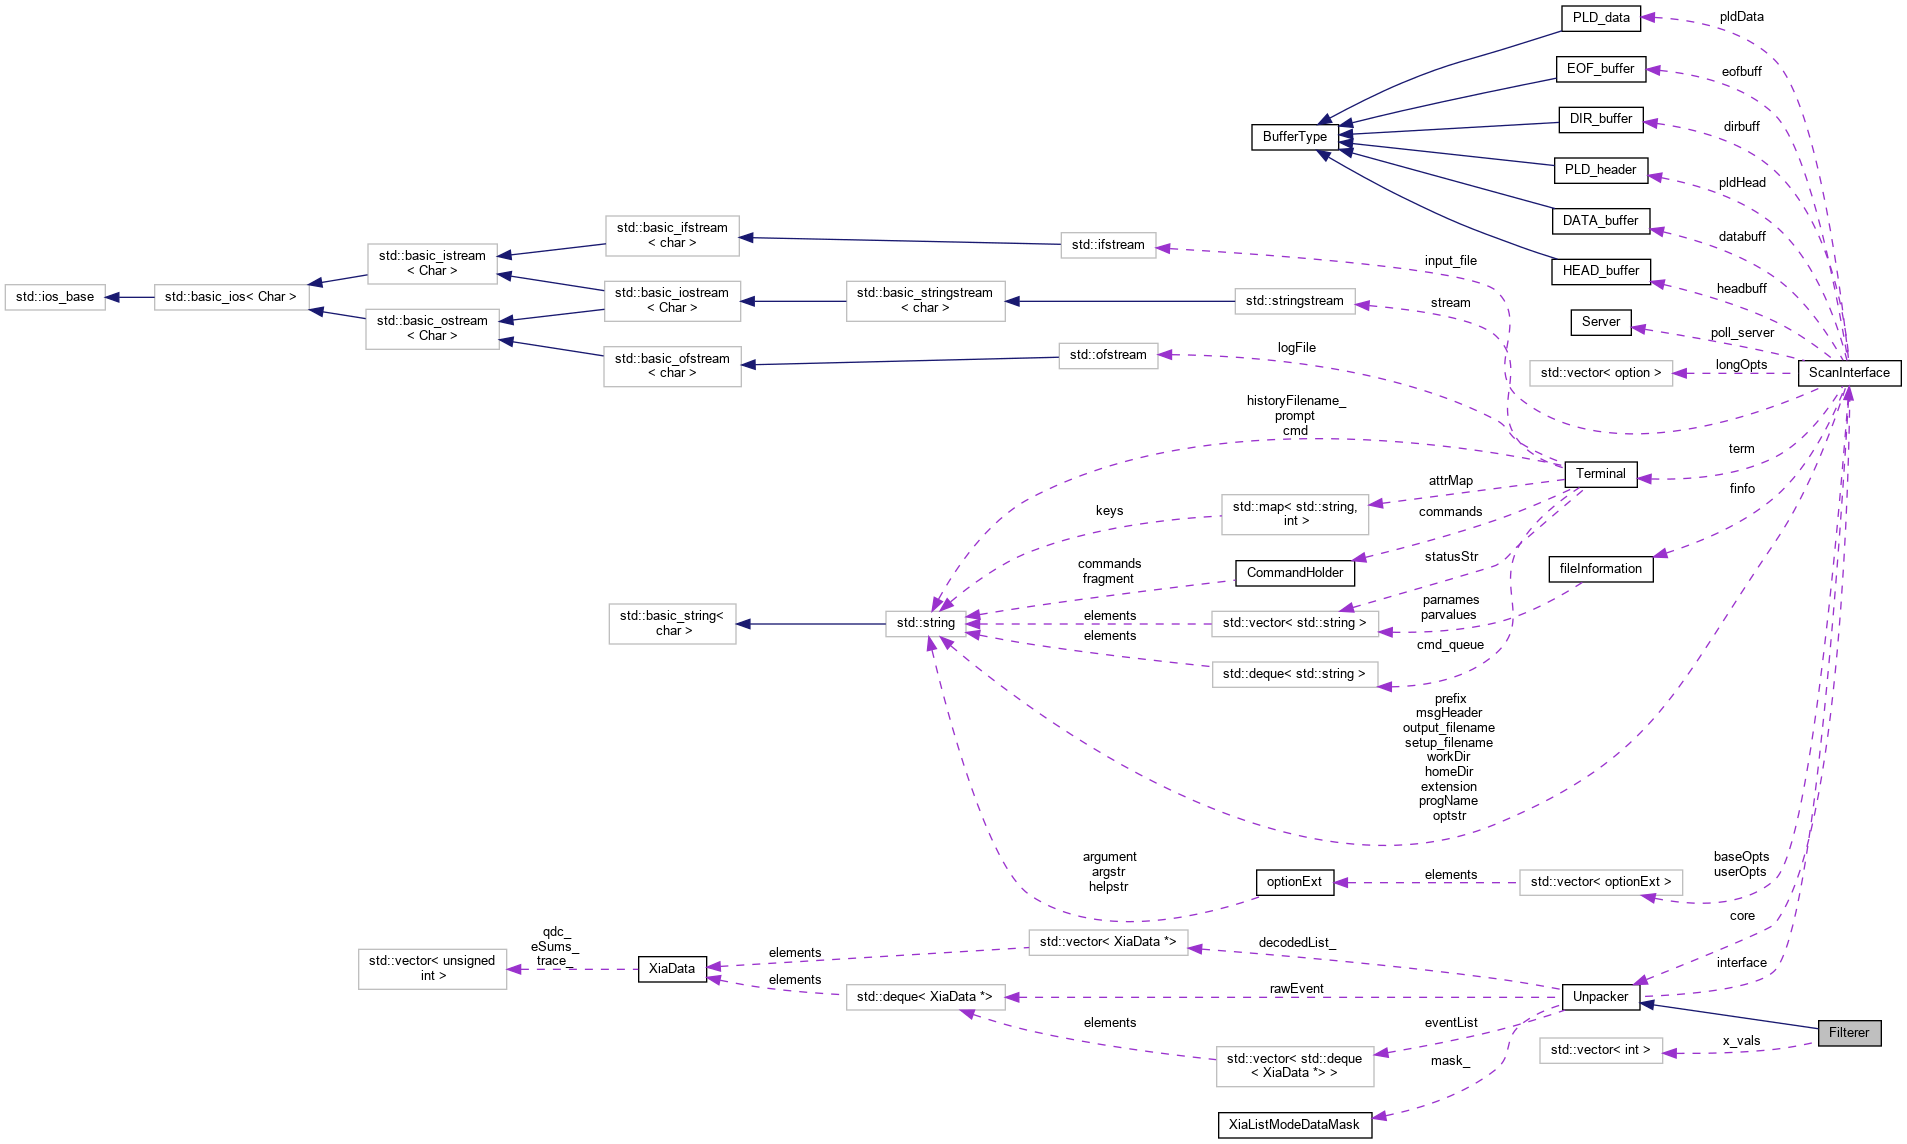 PLD_data
pldData
EOF_buffer
eofbuff
DIR_buffer
dirbuff
BufferType
PLD_header
pldHead
DATA_buffer
databuff
HEAD_buffer
headbuff
std::basic_ifstream
< char >
std::ifstream
input_file
std::basic_istream
< Char >
std::ios_base
std::basic_ios< Char >
std::basic_iostream
< Char >
std::basic_stringstream
< char >
std::stringstream
stream
std::basic_ostream
< Char >
Server
poll_server
std::basic_ofstream
< char >
std::ofstream
logFile
std::vector< option >
longOpts
ScanInterface
historyFilename_
prompt
cmd
Terminal
term
attrMap
finfo
std::map< std::string,
int >
keys
commands
CommandHolder
commands
fragment
statusStr
fileInformation
parnames
parvalues
std::basic_string<
char >
std::string
elements
std::vector< std::string >
elements
cmd_queue
std::deque< std::string >
prefix
msgHeader
output_filename
setup_filename
workDir
homeDir
extension
progName
optstr
argument
argstr
helpstr
optionExt
elements
std::vector< optionExt >
baseOpts
userOpts
core
qdc_
eSums_
trace_
std::vector< unsigned
int >
XiaData
elements
std::vector< XiaData *>
decodedList_
interface
elements
std::deque< XiaData *>
rawEvent
Unpacker
elements
eventList
std::vector< std::deque
< XiaData *> >
mask_
Filterer
std::vector< int >
x_vals
XiaListModeDataMask